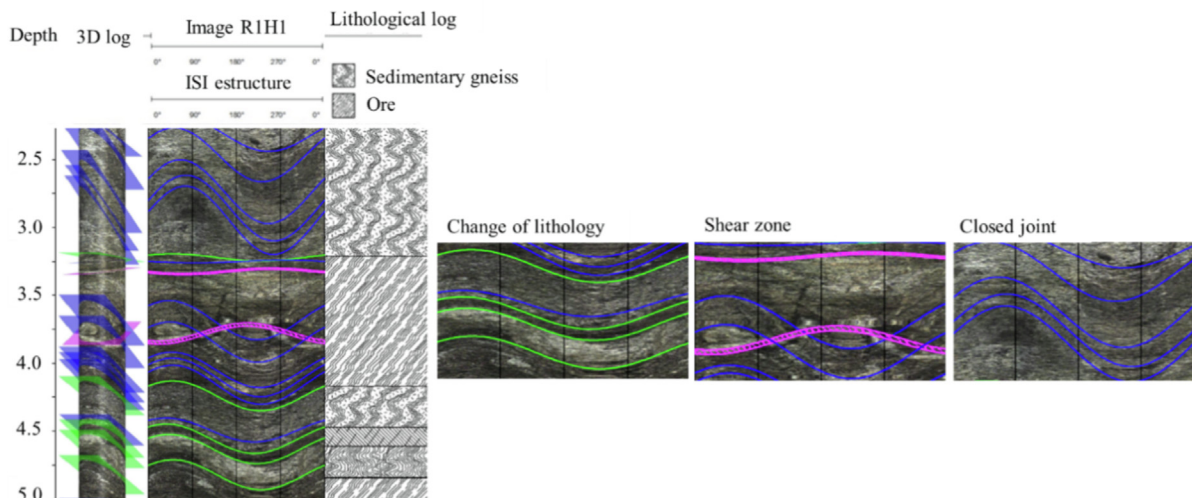 Depth
3D log
Image R1H1
Lithological log
0° 90° 180° 270° 0°
ISI estructure
0° 90° 180° 270° 0°
Sedimentary gneiss
Ore
2.5
3.0
3.5
4.0
4.5
5.0
Change of lithology
Shear zone
Closed joint